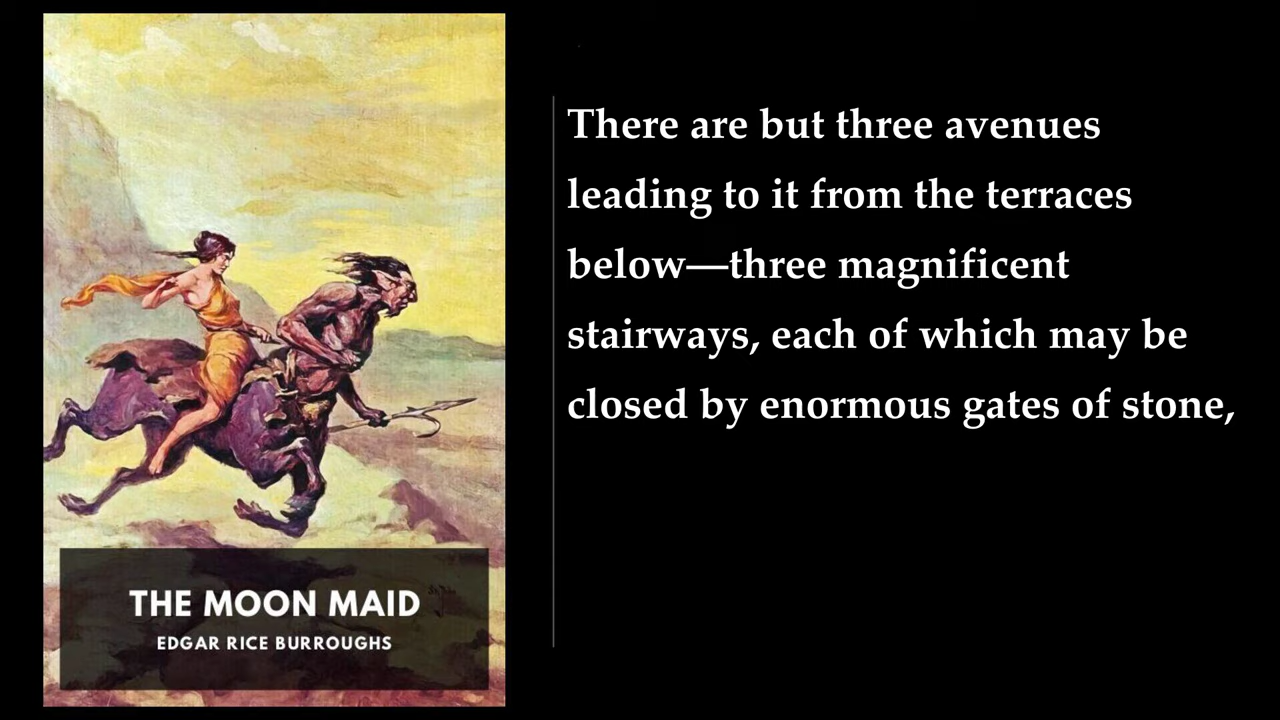 THE MOON MAID
EDGAR RICE BURROUGHS
There are but three avenues
leading to it from the terraces
below—three magnificent
stairways, each of which may be
closed by enormous gates of stone,